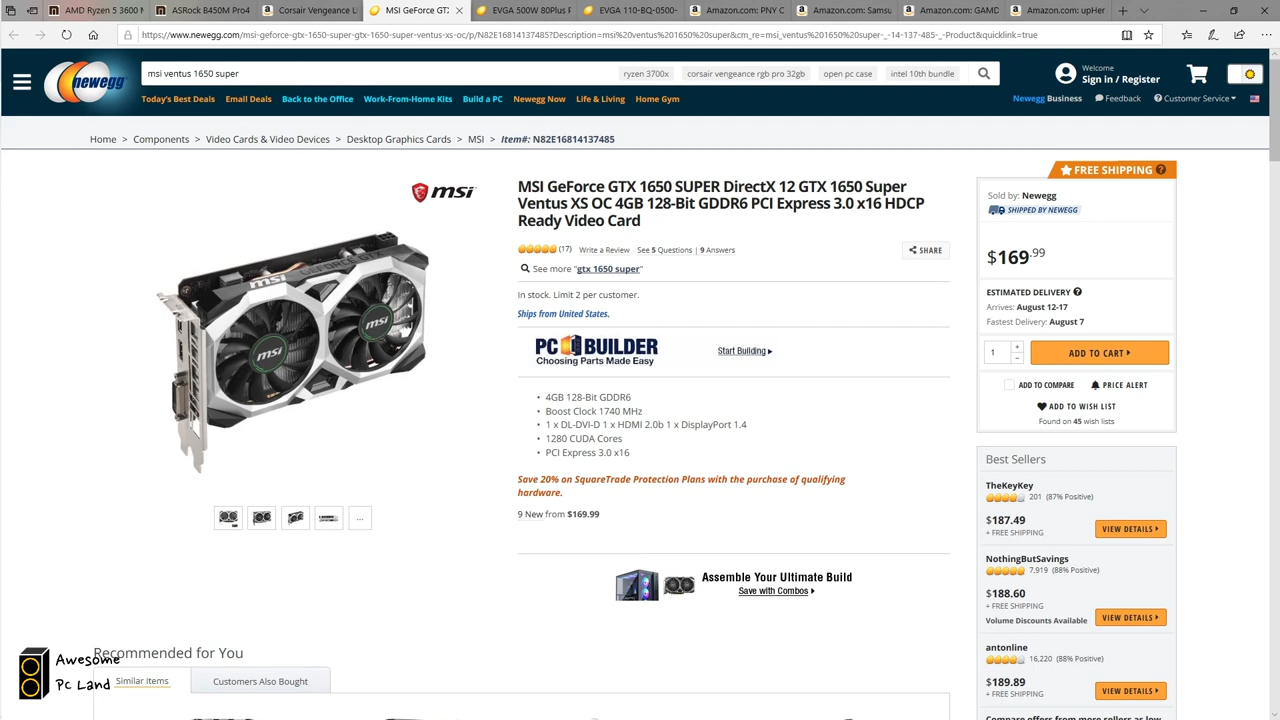 AMD Ryzen 5 3600 M
ASRock B450M Pro4
Corsair Vengeance L
MSI GeForce GTX
EVGA 500W 80Plus
EVGA 110-BQ-0500-
Amazon.com: PNY C
Amazon.com: Samsu
Amazon.com: GAMD
Amazon.com: upHer
https://www.newegg.com/msi-geforce-gtx-1650-super-gtx-1650-super-ventus-xs-oc/p/N82E16814137485?Description=msi%20ventus%201650%20super&cm_re=msi_ventus%201650%20super-_-14-137-485-_-Product&quicklink=true
newegg
msi ventus 1650 super
ryzen 3700x
corsair vengeance rgb pro 32gb
open pc case
intel 10th bundle
Welcome
Sign in / Register
Today's Best Deals
Email Deals
Back to the Office
Work-From-Home Kits
Build a PC
Newegg Now
Life & Living
Home Gym
Newegg Business
Feedback
Customer Service
Home > Components > Video Cards & Video Devices > Desktop Graphics Cards > MSI > Item#: N82E16814137485
msi
MSI
GEFORCE GTX
msi
msi
MSI GeForce GTX 1650 SUPER DirectX 12 GTX 1650 Super
Ventus XS OC 4GB 128-Bit GDDR6 PCI Express 3.0 x16 HDCP
Ready Video Card
(17) Write a Review See 5 Questions | 9 Answers
SHARE
See more "gtx 1650 super"
In stock. Limit 2 per customer.
Ships from United States.
PC BUILDER
Choosing Parts Made Easy
Start Building
• 4GB 128-Bit GDDR6
• Boost Clock 1740 MHz
• 1 x DL-DVI-D 1 x HDMI 2.0b 1 x DisplayPort 1.4
• 1280 CUDA Cores
• PCI Express 3.0 x16
Save 20% on SquareTrade Protection Plans with the purchase of qualifying
hardware.
9 New from $169.99
...
Assemble Your Ultimate Build
Save with Combos
FREE SHIPPING ?
Sold by: Newegg
SHIPPED BY NEWEGG
$169.99
ESTIMATED DELIVERY ?
Arrives: August 12-17
Fastest Delivery: August 7
1
+
-
ADD TO CART
ADD TO COMPARE
PRICE ALERT
ADD TO WISH LIST
Found on 45 wish lists
Best Sellers
TheKeyKey
201 (87% Positive)
$187.49
+ FREE SHIPPING
VIEW DETAILS
NothingButSavings
7,919 (88% Positive)
$188.60
+ FREE SHIPPING
Volume Discounts Available
VIEW DETAILS
antonline
16,220 (88% Positive)
$189.89
+ FREE SHIPPING
VIEW DETAILS
Compare offers from more sellers as low
Recommended for You
Similar Items
Customers Also Bought
Awesome
Pc Land